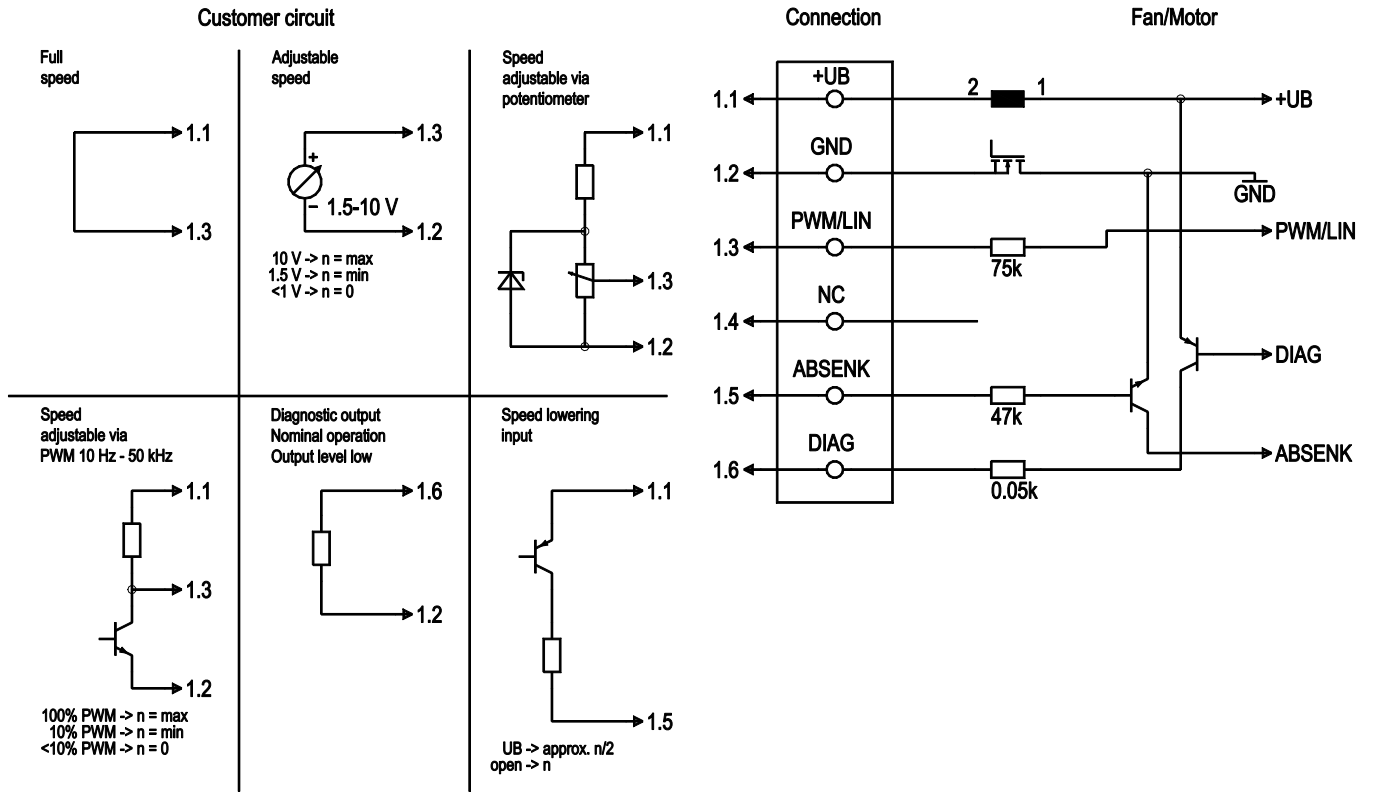 Customer circuit
Full
speed
1.1
1.3
Adjustable
speed
1.3
+
– 1.5-10 V
1.2
10 V -> n = max
1.5 V -> n = min
<1 V -> n = 0
Speed
adjustable via
potentiometer
1.1
1.3
1.2
Speed
adjustable via
PWM 10 Hz - 50 kHz
1.1
1.3
1.2
100% PWM -> n = max
10% PWM -> n = min
<10% PWM -> n = 0
Diagnostic output
Nominal operation
Output level low
1.6
1.2
Speed lowering
input
1.1
1.5
UB -> approx. n/2
open -> n
Connection
Fan/Motor
1.1
+UB
2
1
+UB
1.2
GND
GND
1.3
PWM/LIN
75k
PWM/LIN
1.4
NC
DIAG
1.5
ABSENK
47k
ABSENK
1.6
DIAG
0.05k